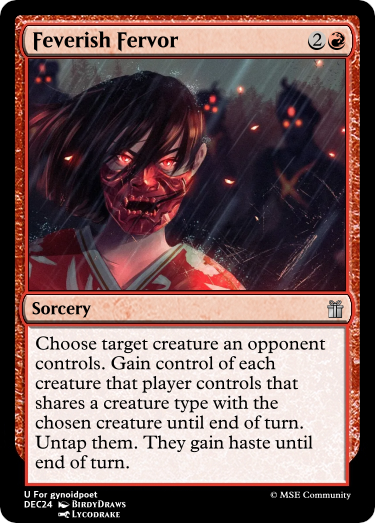 Feverish Fervor 2
Sorcery
Choose target creature an opponent
controls. Gain control of each
creature that player controls that
shares a creature type with the
chosen creature until end of turn.
Untap them. They gain haste until
end of turn.
U For gynoidpoet
DEC24 BirdyDraws
Lycodrake
© MSE Community